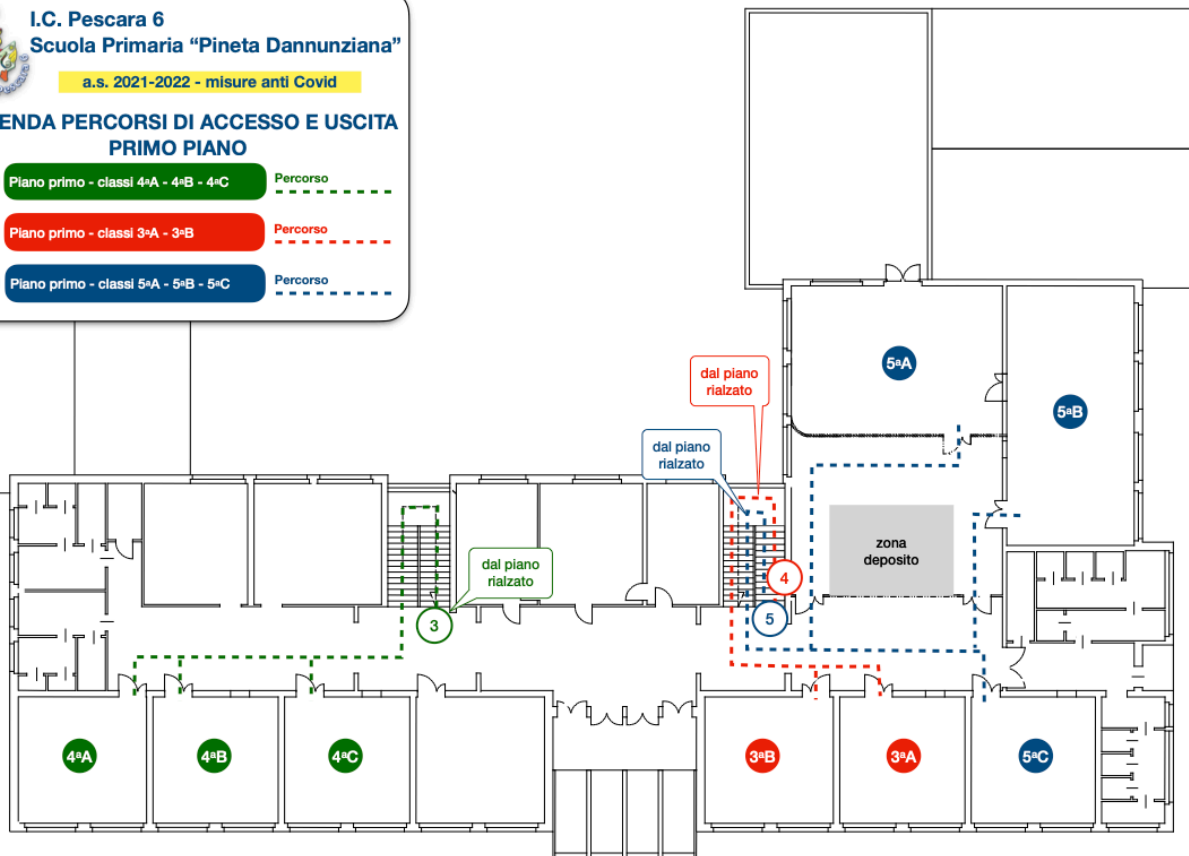 I.C. Pescara 6
Scuola Primaria “Pineta Dannunziana”
a.s. 2021-2022 - misure anti Covid
ENDA PERCORSI DI ACCESSO E USCITA
PRIMO PIANO
Piano primo - classi 4ªA - 4ªB - 4ªC
Percorso
Piano primo - classi 3ªA - 3ªB
Percorso
Piano primo - classi 5ªA - 5ªB - 5ªC
Percorso
dal piano
rialzato
5ªA
5ªB
dal piano
rialzato
zona
deposito
dal piano
rialzato
3
4
5
4ªA
4ªB
4ªC
3ªB
3ªA
5ªC